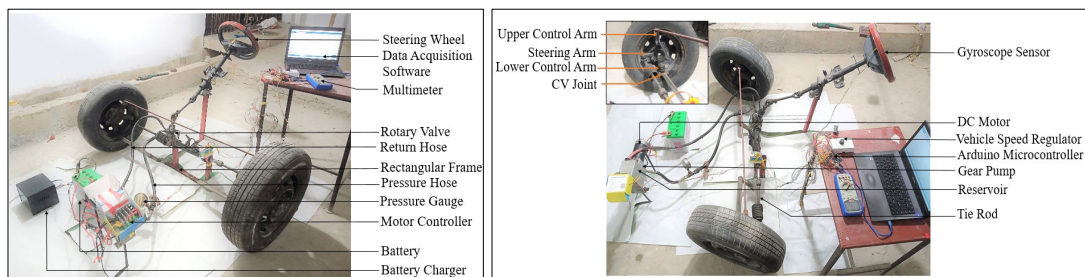 Steering Wheel
Data Acquisition
Software
Multimeter
Rotary Valve
Return Hose
Rectangular Frame
Pressure Hose
Pressure Gauge
Motor Controller
Battery
Battery Charger
Upper Control Arm
Steering Arm
Lower Control Arm
CV Joint
Gyroscope Sensor
DC Motor
Vehicle Speed Regulator
Arduino Microcontroller
Gear Pump
Reservoir
Tie Rod